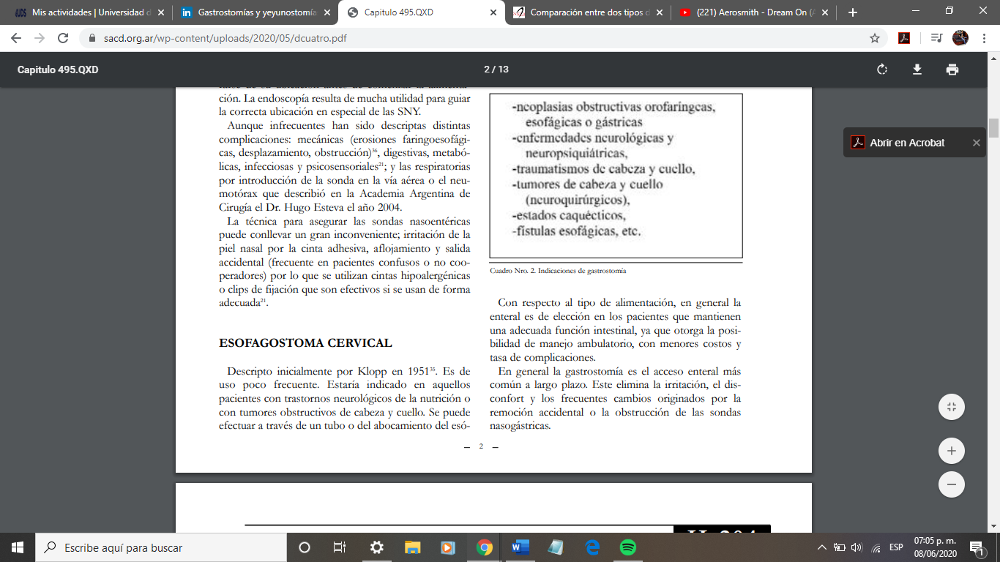 Mis actividades | Universidad d
Gastrostomías y yeyunostomía
Capitulo 495.QXD
Comparación entre dos tipos d
(221) Aerosmith - Dream On (A
sacd.org.ar/wp-content/uploads/2020/05/dcuatro.pdf
Capitulo 495.QXD
2 / 13
Abrir en Acrobat
ción. La endoscopía resulta de mucha utilidad para guiar
la correcta ubicación en especial de las SNY.
Aunque infrecuentes han sido descriptas distintas
complicaciones: mecánicas (erosiones faringoesofági-
cas, desplazamiento, obstrucción)³⁶, digestivas, metabó-
licas, infecciosas y psicosensoriales²¹; y las respiratorias
por introducción de la sonda en la vía aérea o el neu-
motórax que describió en la Academia Argentina de
Cirugía el Dr. Hugo Esteva el año 2004.
La técnica para asegurar las sondas nasoentéricas
puede conllevar un gran inconveniente; irritación de la
piel nasal por la cinta adhesiva, aflojamiento y salida
accidental (frecuente en pacientes confusos o no coo-
peradores) por lo que se utilizan cintas hipoalergénicas
o clips de fijación que son efectivos si se usan de forma
adecuada²¹.
ESOFAGOSTOMA CERVICAL
Descripto inicialmente por Klopp en 1951³⁵. Es de
uso poco frecuente. Estaría indicado en aquellos
pacientes con trastornos neurológicos de la nutrición o
con tumores obstructivos de cabeza y cuello. Se puede
efectuar a través de un tubo o del abocamiento del esó-
-neoplasias obstructivas orofaríngeas,
esofágicas o gástricas
-enfermedades neurológicas y
neuropsiquiátricas,
-traumatismos de cabeza y cuello,
-tumores de cabeza y cuello
(neuroquirúrgicos),
-estados caquécticos,
-fístulas esofágicas, etc.
Cuadro Nro. 2. Indicaciones de gastrostomía
Con respecto al tipo de alimentación, en general la
enteral es de elección en los pacientes que mantienen
una adecuada función intestinal, ya que otorga la posi-
bilidad de manejo ambulatorio, con menores costos y
tasa de complicaciones.
En general la gastrostomía es el acceso enteral más
común a largo plazo. Este elimina la irritación, el dis-
confort y los frecuentes cambios originados por la
remoción accidental o la obstrucción de las sondas
nasogástricas.
– 2 –
Escribe aquí para buscar
ESP
07:05 p. m.
08/06/2020
1